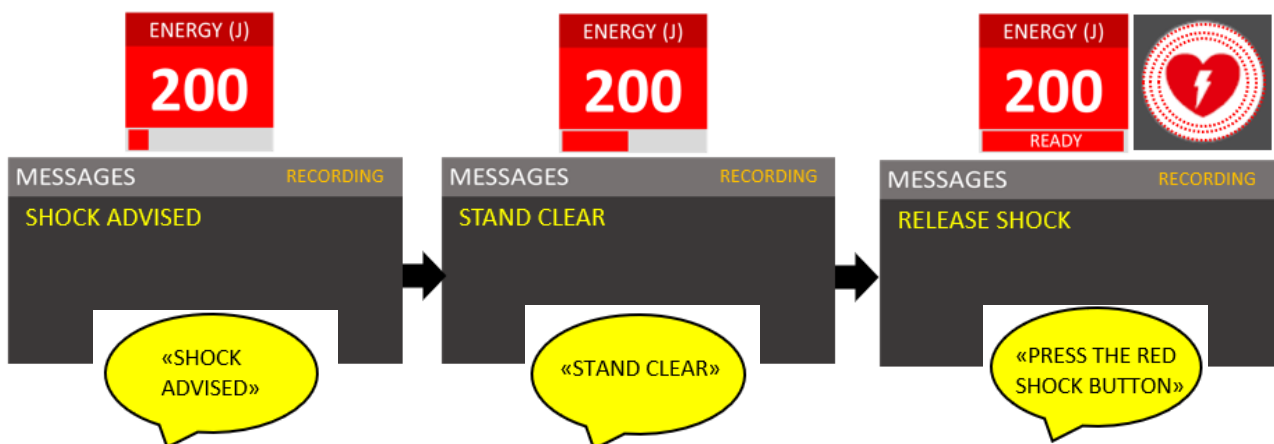 ENERGY (J)
200
MESSAGES RECORDING
SHOCK ADVISED
«SHOCK
ADVISED»
ENERGY (J)
200
MESSAGES RECORDING
STAND CLEAR
«STAND CLEAR»
ENERGY (J)
200
READY
MESSAGES RECORDING
RELEASE SHOCK
«PRESS THE RED
SHOCK BUTTON»